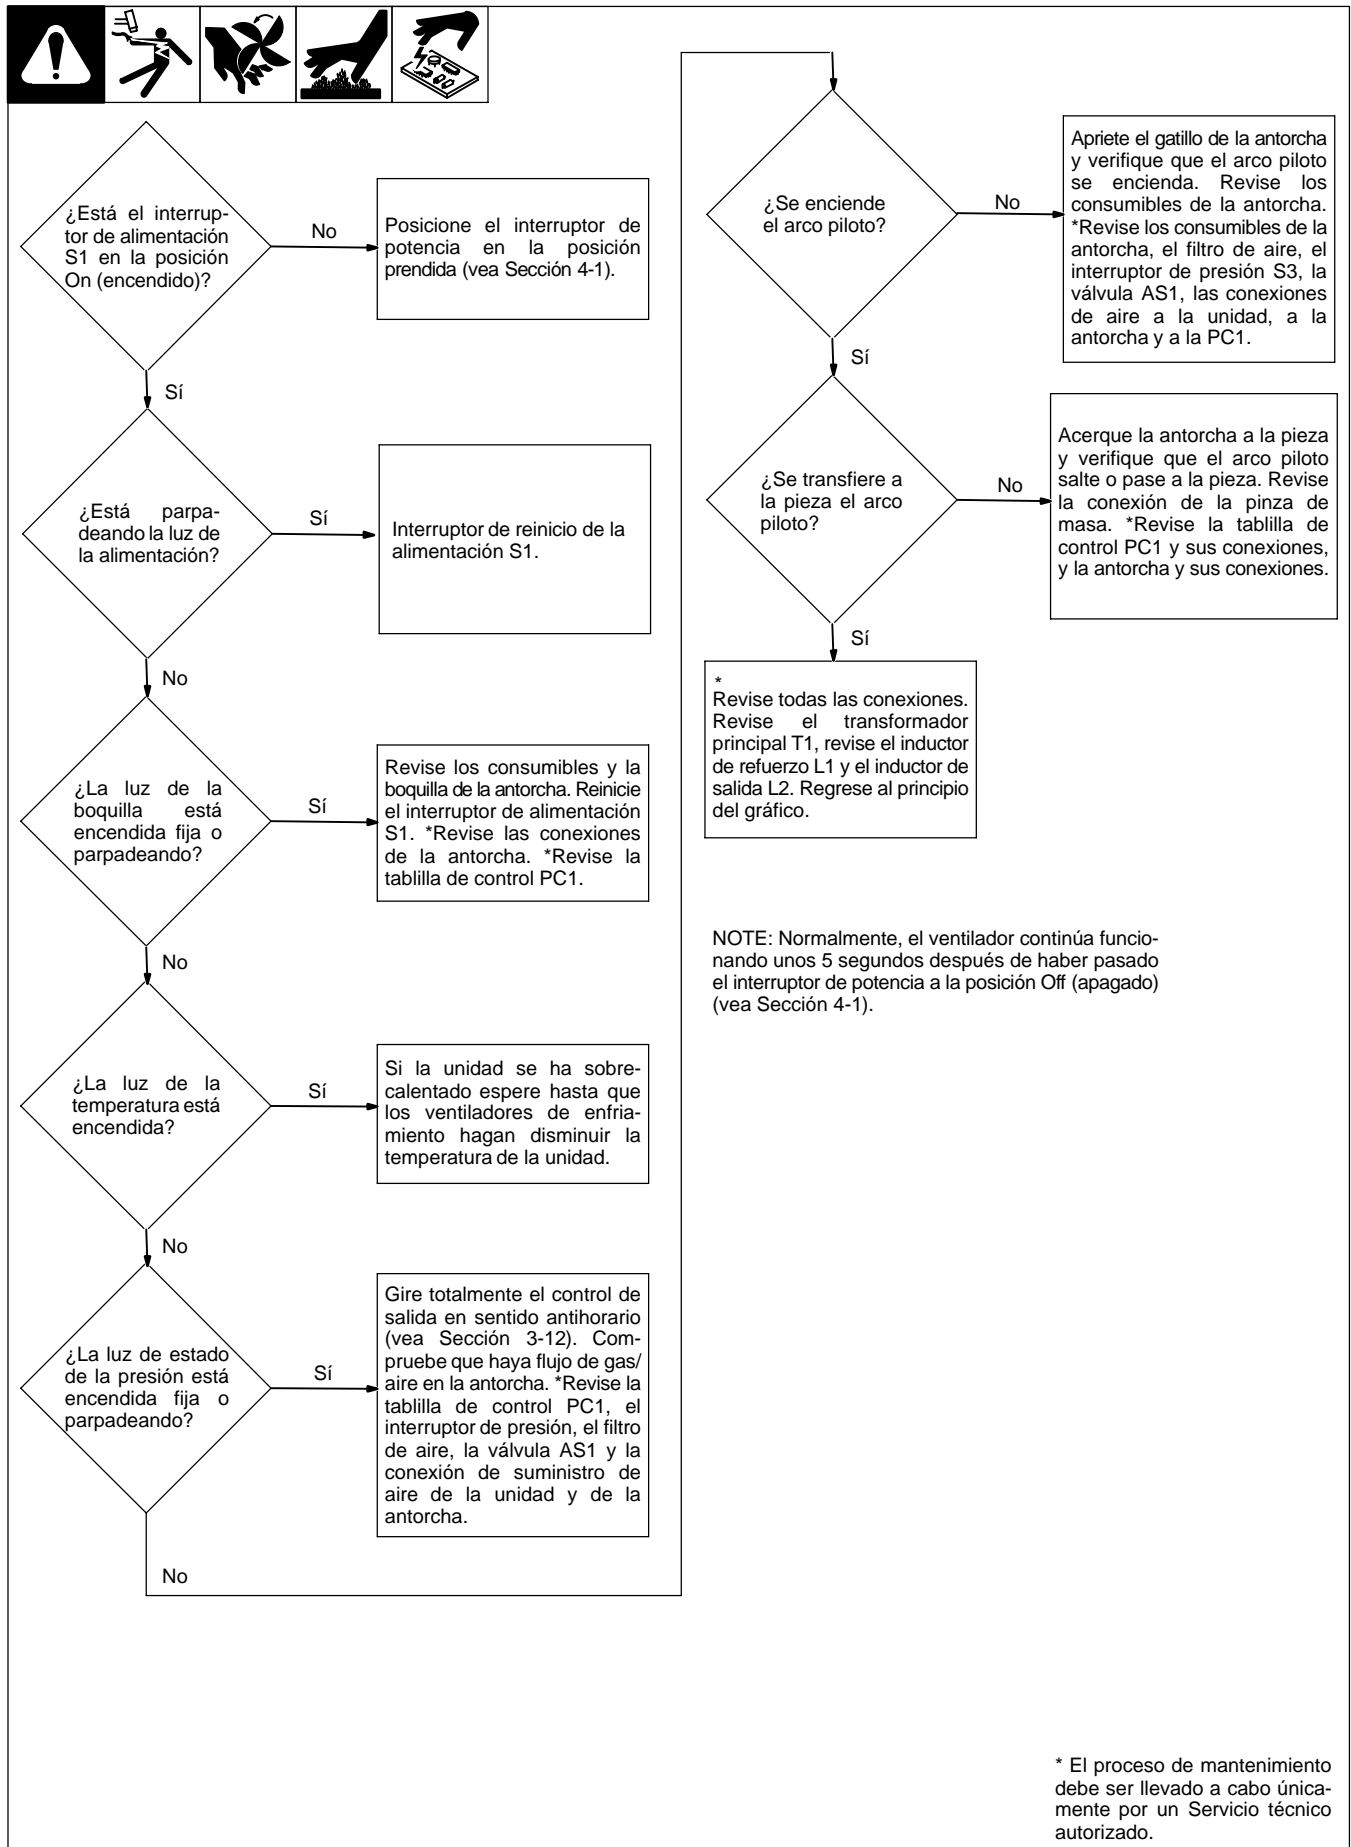 ¿Está el interrup-
tor de alimentación
S1 en la posición
On (encendido)?
No
Posicione el interruptor de
potencia en la posición
prendida (vea Sección 4-1).
Sí
¿Está parpa-
deando la luz de
la alimentación?
Sí
Interruptor de reinicio de la
alimentación S1.
No
¿La luz de la
boquilla está
encendida fija o
parpadeando?
Sí
Revise los consumibles y la
boquilla de la antorcha. Reinicie
el interruptor de alimentación
S1. *Revise las conexiones
de la antorcha. *Revise la
tablilla de control PC1.
No
¿La luz de la
temperatura está
encendida?
Sí
Si la unidad se ha sobre-
calentado espere hasta que
los ventiladores de enfria-
miento hagan disminuir la
temperatura de la unidad.
No
¿La luz de estado
de la presión está
encendida fija o
parpadeando?
Sí
Gire totalmente el control de
salida en sentido antihorario
(vea Sección 3-12). Com-
pruebe que haya flujo de gas/
aire en la antorcha. *Revise la
tablilla de control PC1, el
interruptor de presión, el filtro
de aire, la válvula AS1 y la
conexión de suministro de
aire de la unidad y de la
antorcha.
No
¿Se enciende
el arco piloto?
No
Apriete el gatillo de la antorcha
y verifique que el arco piloto
se encienda. Revise los
consumibles de la antorcha.
*Revise los consumibles de la
antorcha, el filtro de aire, el
interruptor de presión S3, la
válvula AS1, las conexiones
de aire a la unidad, a la
antorcha y a la PC1.
Sí
¿Se transfiere a
la pieza el arco
piloto?
No
Acerque la antorcha a la pieza
y verifique que el arco piloto
salte o pase a la pieza. Revise
la conexión de la pinza de
masa. *Revise la tablilla de
control PC1 y sus conexiones,
y la antorcha y sus conexiones.
Sí
*
Revise todas las conexiones.
Revise el transformador
principal T1, revise el inductor
de refuerzo L1 y el inductor de
salida L2. Regrese al principio
del gráfico.
NOTE: Normalmente, el ventilador continúa funcio-
nando unos 5 segundos después de haber pasado
el interruptor de potencia a la posición Off (apagado)
(vea Sección 4-1).
* El proceso de mantenimiento
debe ser llevado a cabo única-
mente por un Servicio técnico
autorizado.